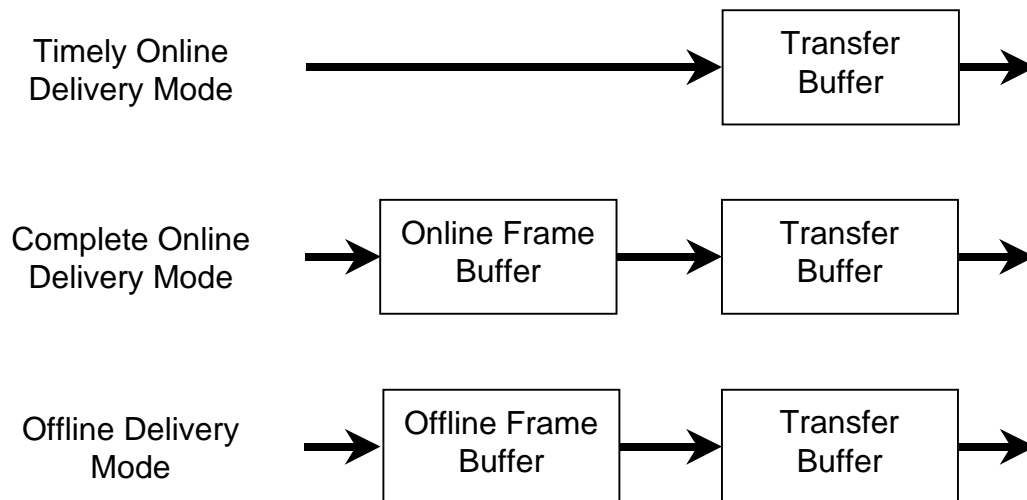 Timely Online
Delivery Mode
Transfer
Buffer
Complete Online
Delivery Mode
Online Frame
Buffer
Transfer
Buffer
Offline Delivery
Mode
Offline Frame
Buffer
Transfer
Buffer